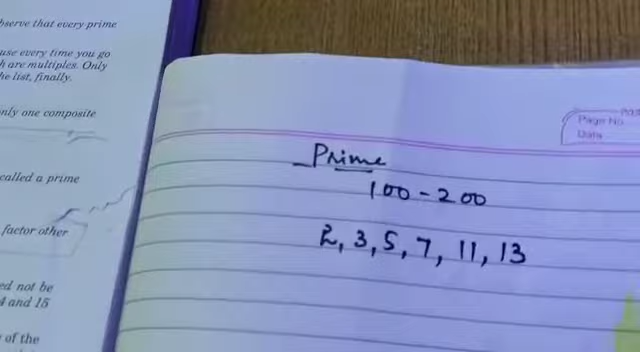 bserve that every prime
use every time you go
h are multiples. Only
he list, finally.
nly one composite
called a prime
factor other
ed not be
4 and 15
of the
Page No.
Date
Prime
100 - 200
2, 3, 5, 7, 11, 13